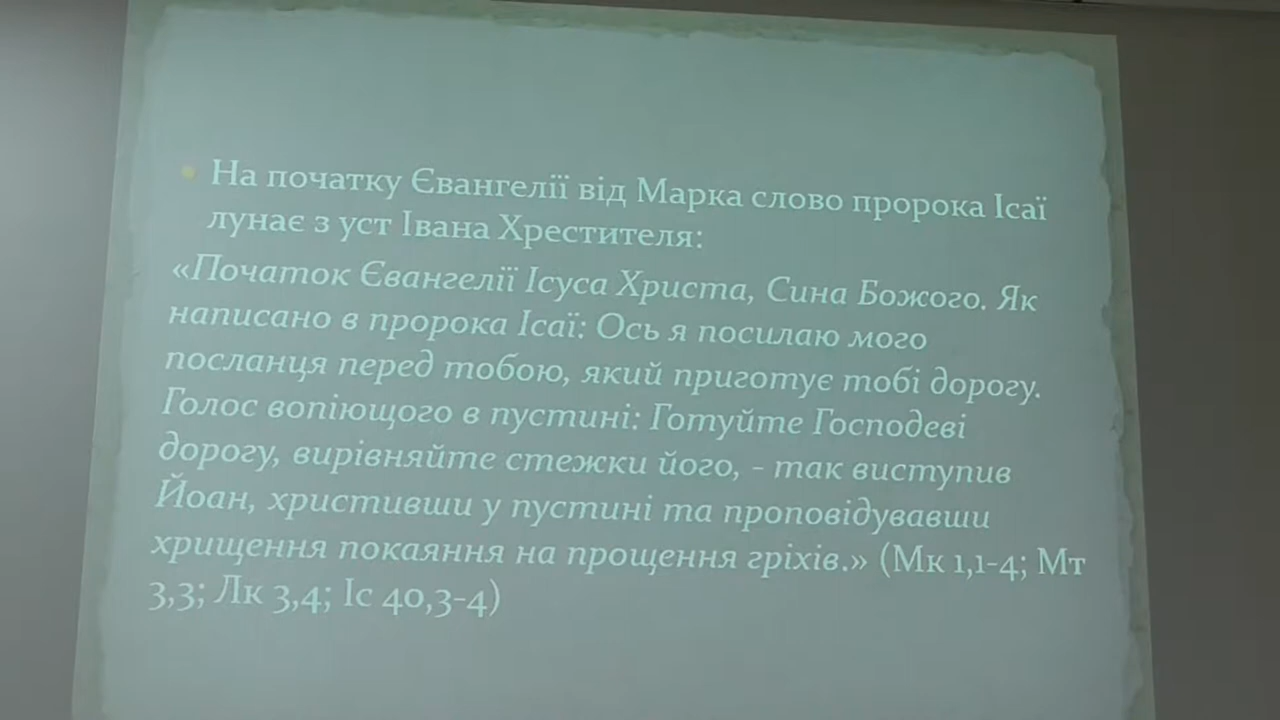 На початку Євангелії від Марка слово пророка Ісаї
лунає з уст Івана Хрестителя:
«Початок Євангелії Ісуса Христа, Сина Божого. Як
написано в пророка Ісаї: Ось я посилаю мого
посланця перед тобою, який приготує тобі дорогу.
Голос вопіющого в пустині: Готуйте Господеві
дорогу, вирівняйте стежки його, - так виступив
Йоан, християвши у пустині та проповідувавши
хрищення покаяння на прощення гріхів.» (Мк 1,1-4; Мт
3,3; Лк 3,4; Іс 40,3-4)